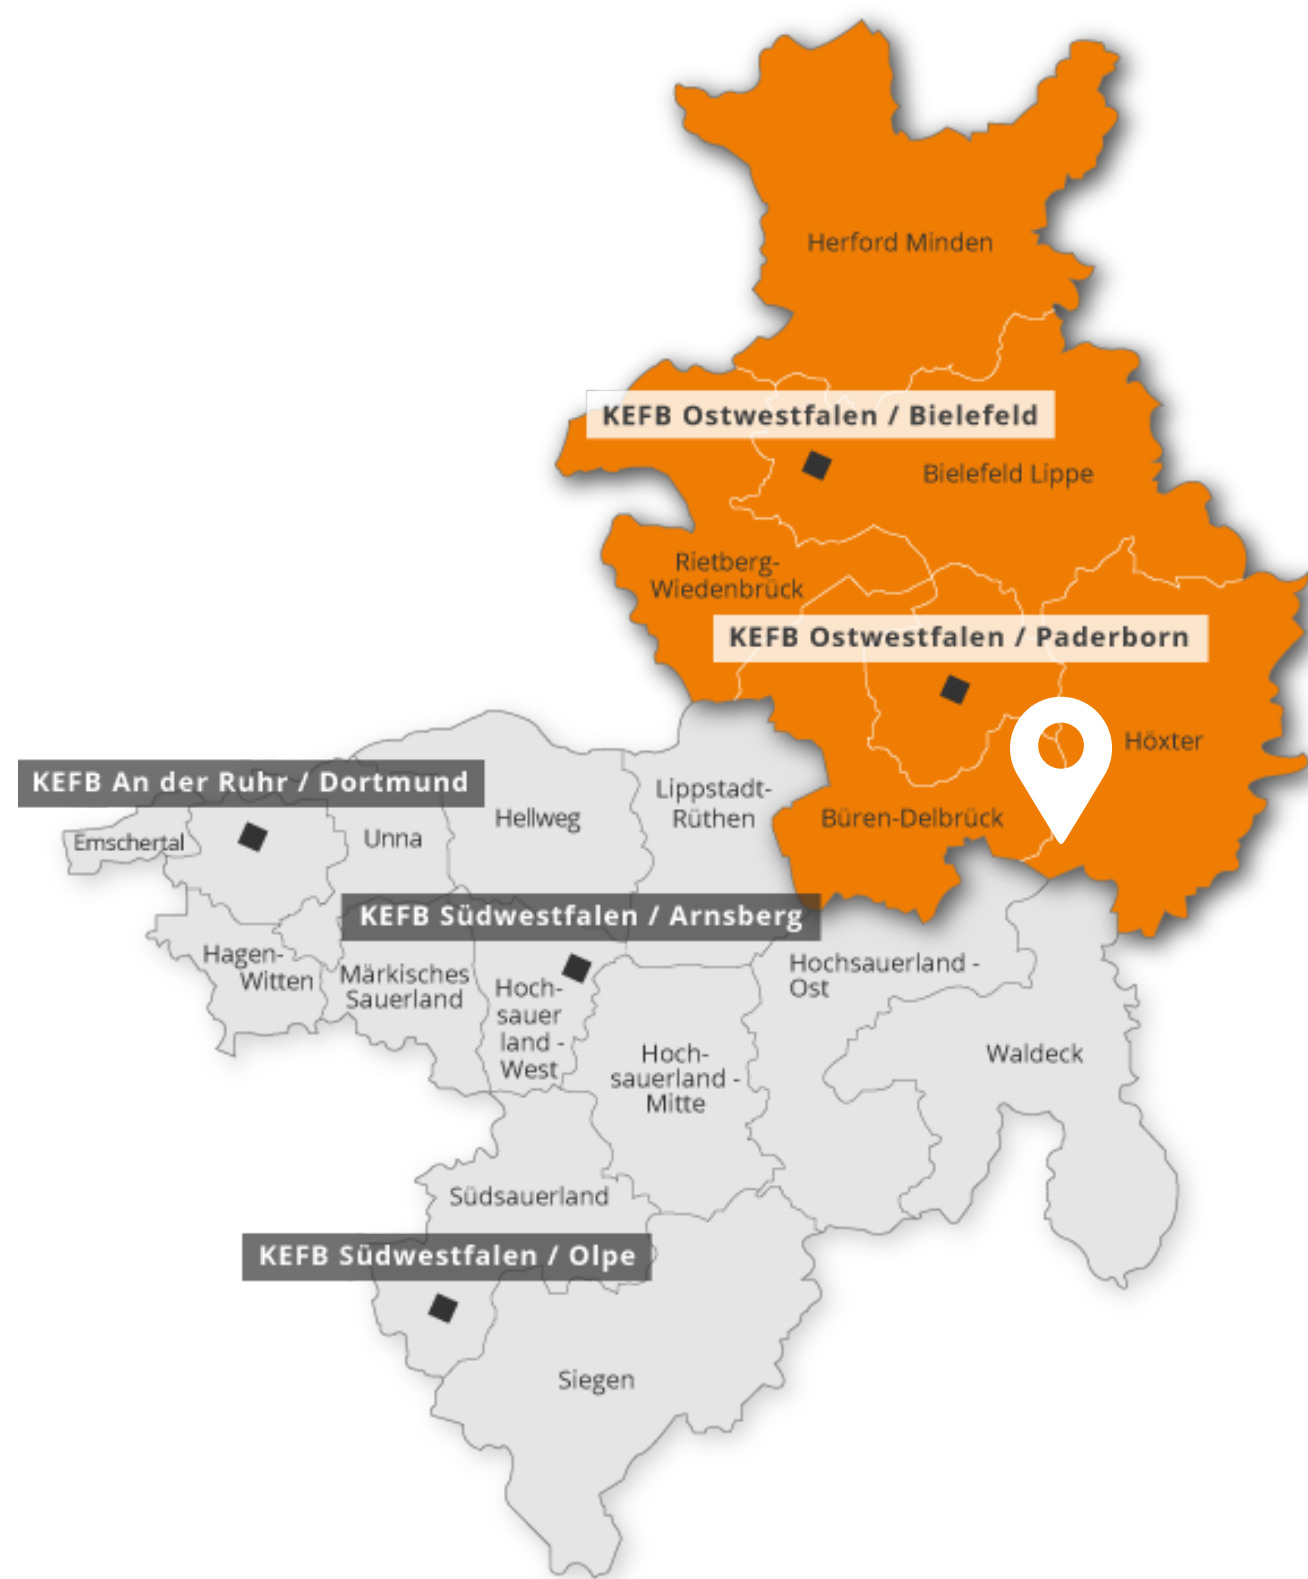 Herford Minden
KEFB Ostwestfalen / Bielefeld
Bielefeld Lippe
Rietberg-
Wiedenbrück
KEFB Ostwestfalen / Paderborn
Höxter
KEFB An der Ruhr / Dortmund
Lippstadt-
Rüthen
Hellweg
Büren-Delbrück
Emschertal
Unna
KEFB Südwestfalen / Arnsberg
Hagen-
Witten
Märkisches
Sauerland
Hoch-
sauer
land -
West
Hochsauerland -
Ost
Hoch-
sauerland -
Mitte
Waldeck
Südsauerland
KEFB Südwestfalen / Olpe
Siegen